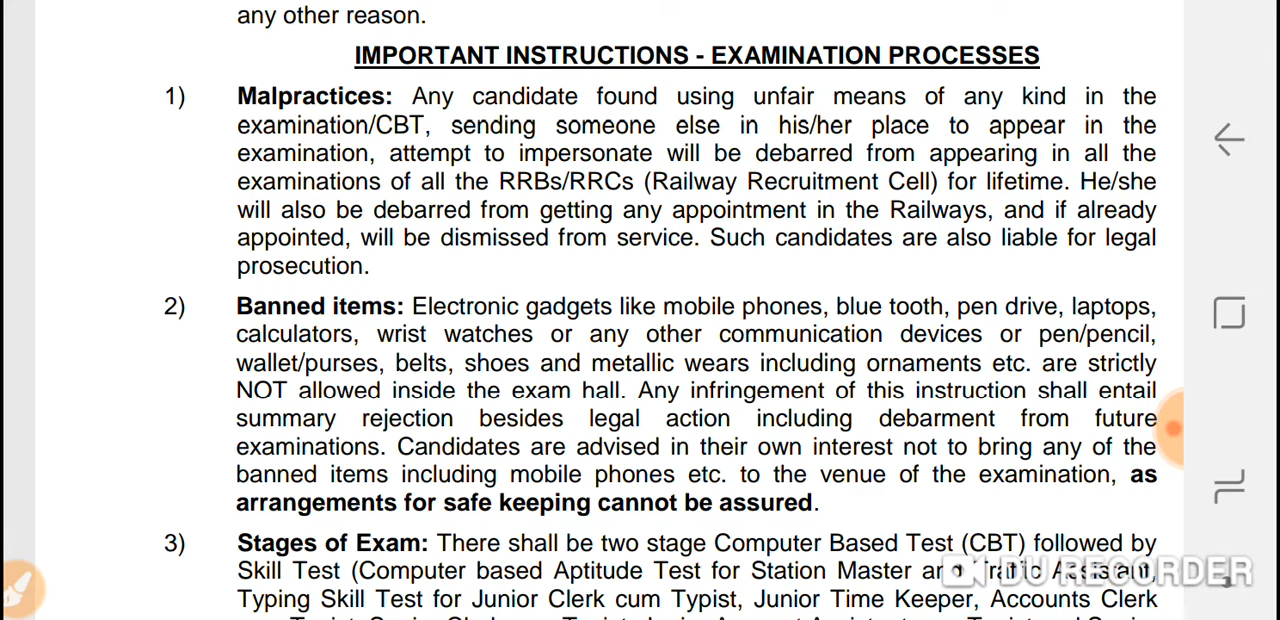 any other reason.
IMPORTANT INSTRUCTIONS - EXAMINATION PROCESSES
1) Malpractices: Any candidate found using unfair means of any kind in the
examination/CBT, sending someone else in his/her place to appear in the
examination, attempt to impersonate will be debarred from appearing in all the
examinations of all the RRBs/RRCs (Railway Recruitment Cell) for lifetime. He/she
will also be debarred from getting any appointment in the Railways, and if already
appointed, will be dismissed from service. Such candidates are also liable for legal
prosecution.
2) Banned items: Electronic gadgets like mobile phones, blue tooth, pen drive, laptops,
calculators, wrist watches or any other communication devices or pen/pencil,
wallet/purses, belts, shoes and metallic wears including ornaments etc. are strictly
NOT allowed inside the exam hall. Any infringement of this instruction shall entail
summary rejection besides legal action including debarment from future
examinations. Candidates are advised in their own interest not to bring any of the
banned items including mobile phones etc. to the venue of the examination, as
arrangements for safe keeping cannot be assured.
3) Stages of Exam: There shall be two stage Computer Based Test (CBT) followed by
Skill Test (Computer based Aptitude Test for Station Master and Traffic Assistant,
DU RECORDER
Typing Skill Test for Junior Clerk cum Typist, Junior Time Keeper, Accounts Clerk